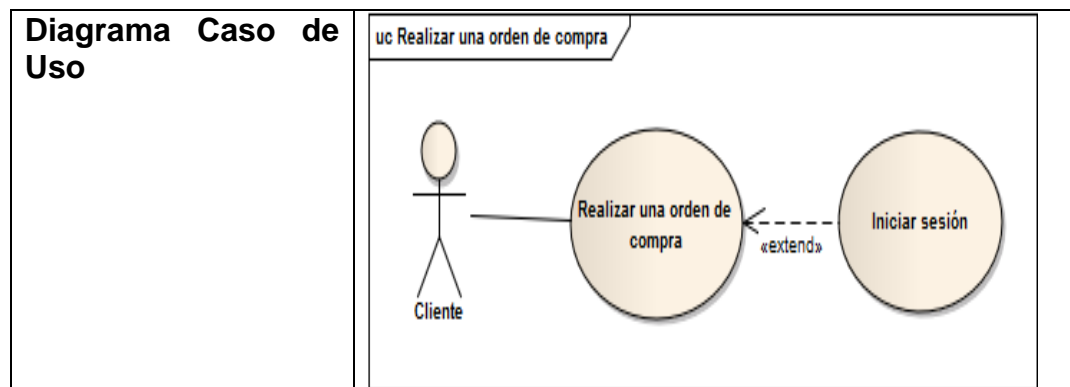 Diagrama Caso de
Uso
uc Realizar una orden de compra
Realizar una orden de
compra
«extend»
Iniciar sesión
Cliente